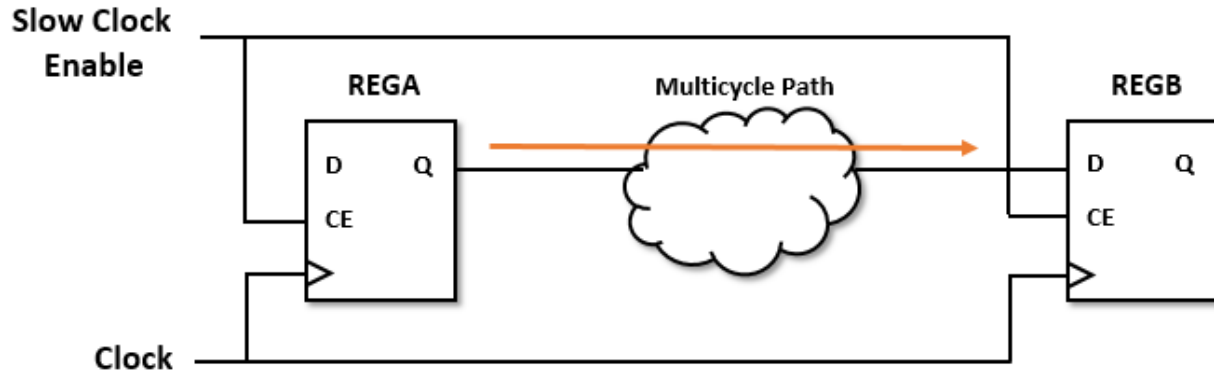 Slow Clock
Enable
REGA
Multicycle Path
REGB
D Q
CE
D Q
CE
Clock